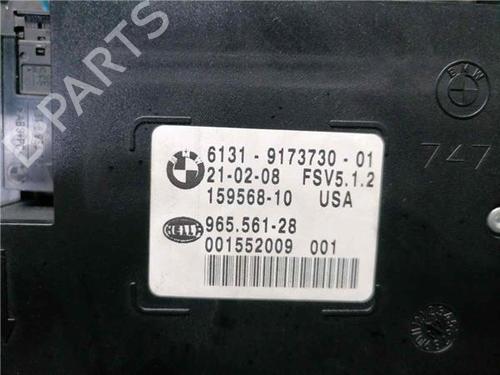 BMW
747
6131 - 9173730 - 01
21-02-08 FSV5.1.2
159568-10 USA
HELLA 965.561-28
001552009 001
B-PARTS